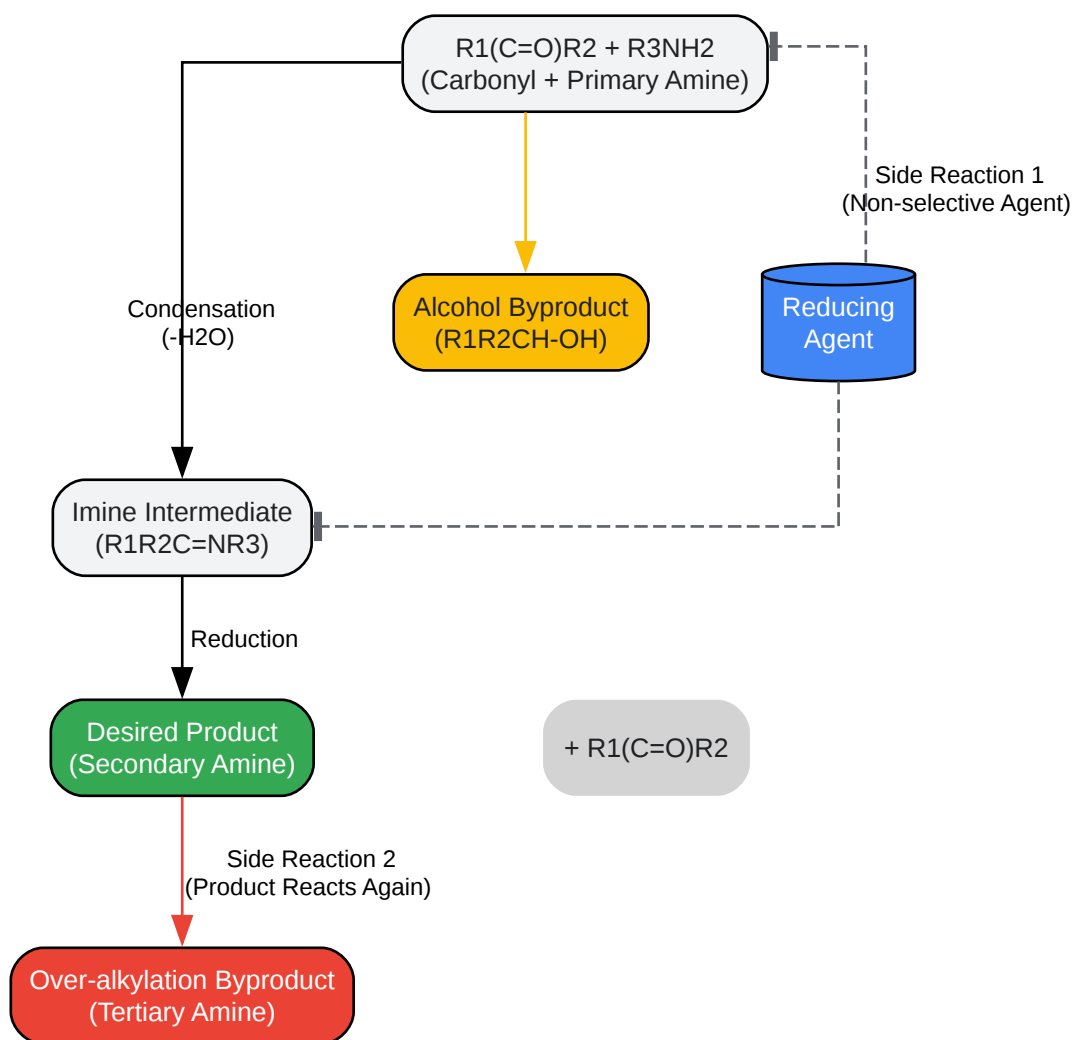 R1(C=O)R2 + R3NH2
(Carbonyl + Primary Amine)
Side Reaction 1
(Non-selective Agent)
Condensation
(-H2O)
Alcohol Byproduct
(R1R2CH-OH)
Reducing
Agent
Imine Intermediate
(R1R2C=NR3)
Reduction
Desired Product
(Secondary Amine)
+ R1(C=O)R2
Side Reaction 2
(Product Reacts Again)
Over-alkylation Byproduct
(Tertiary Amine)